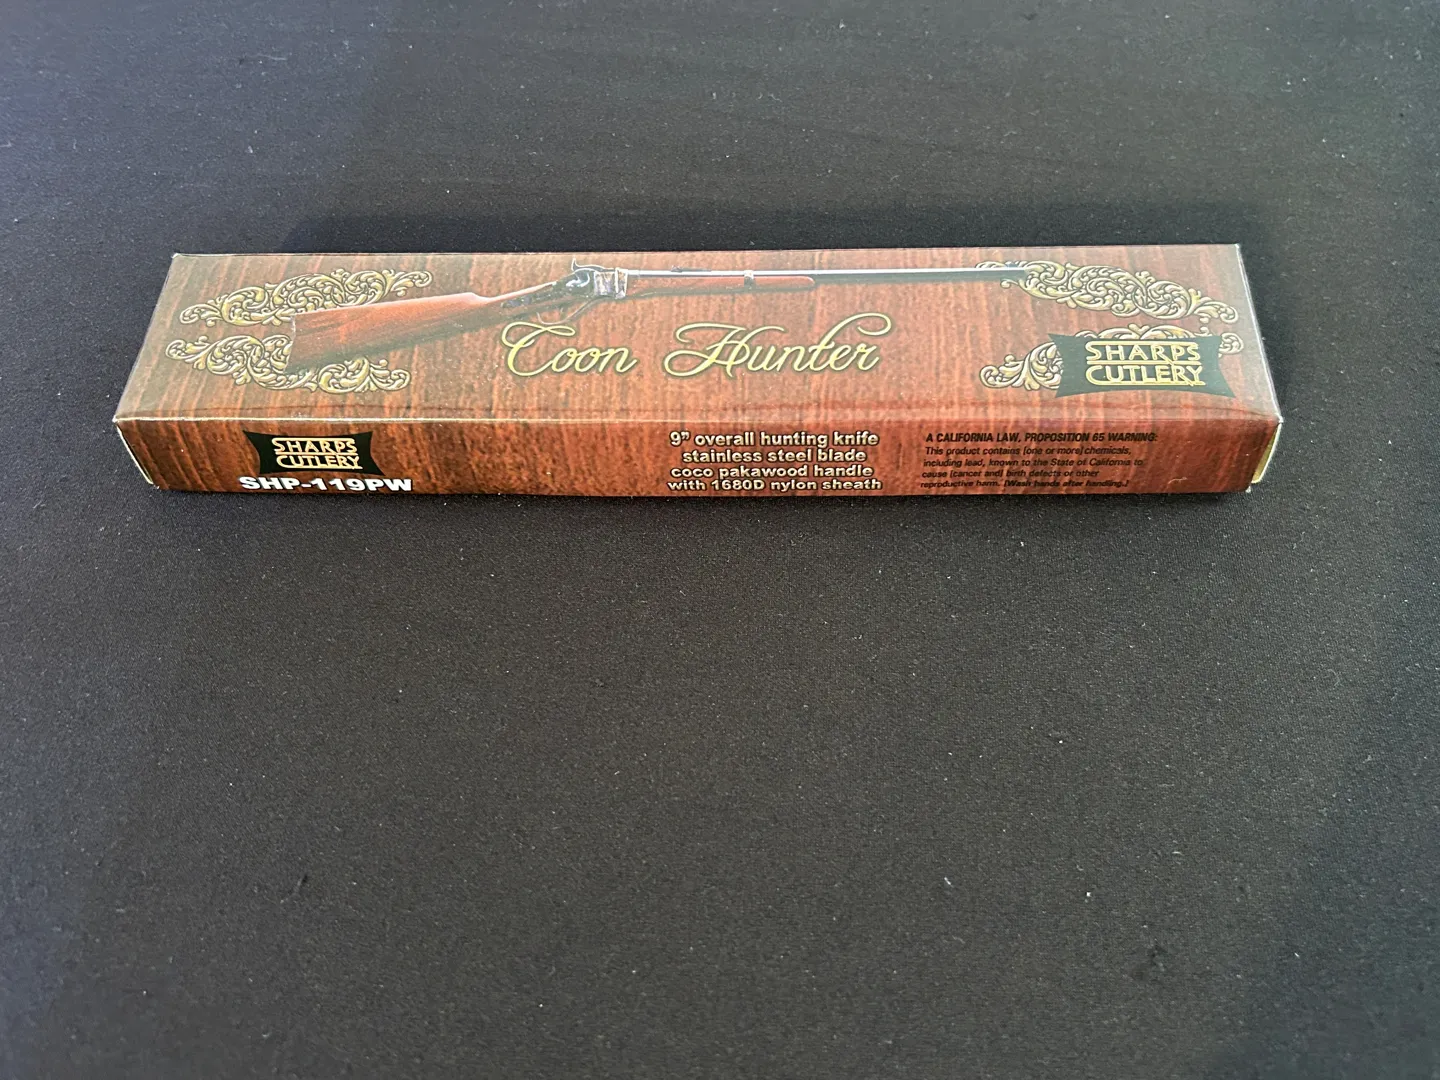 Coon Hunter
SHARPS
CUTLERY
SHARPS
CUTLERY
SHP-119PW
9" overall hunting knife
stainless steel blade
coco pakawood handle
with 1680D nylon sheath
A CALIFORNIA LAW, PROPOSITION 65 WARNING:
This product contains [one or more] chemicals,
including lead, known to the State of California to
cause [cancer and] birth defects or other
reproductive harm. [Wash hands after handling.]